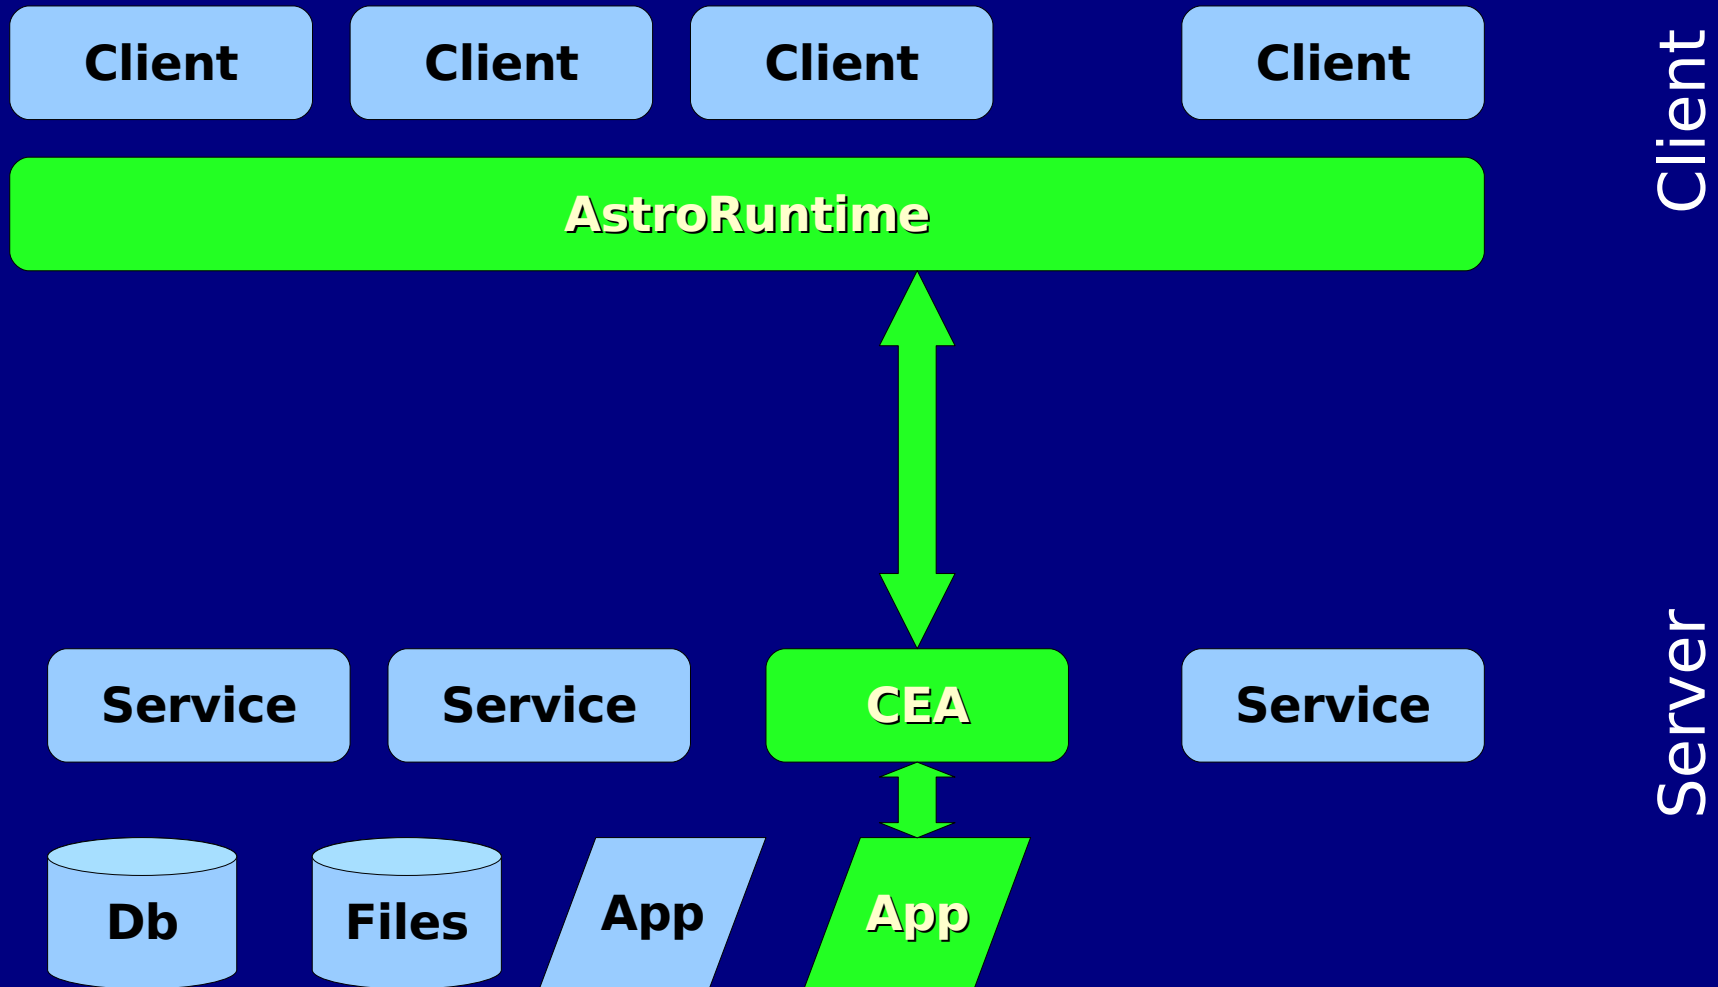 Client
Client
Client
Client
Client
AstroRuntime
Service
Service
CEA
Service
Server
Db
Files
App
App